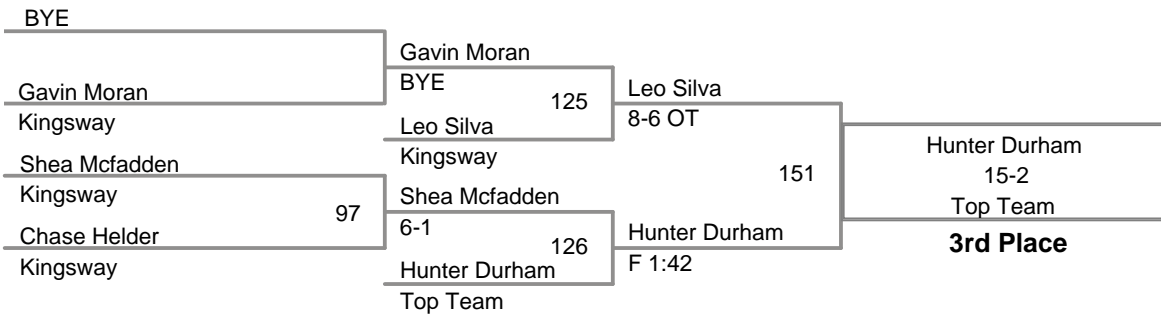 BYE
Gavin Moran
Kingsway
Shea Mcfadden
Kingsway
97
Chase Helder
Kingsway
Gavin Moran
BYE
125
Leo Silva
Kingsway
Shea Mcfadden
6-1
126
Hunter Durham
Top Team
Leo Silva
8-6 OT
151
Hunter Durham
F 1:42
Hunter Durham
15-2
Top Team
3rd Place